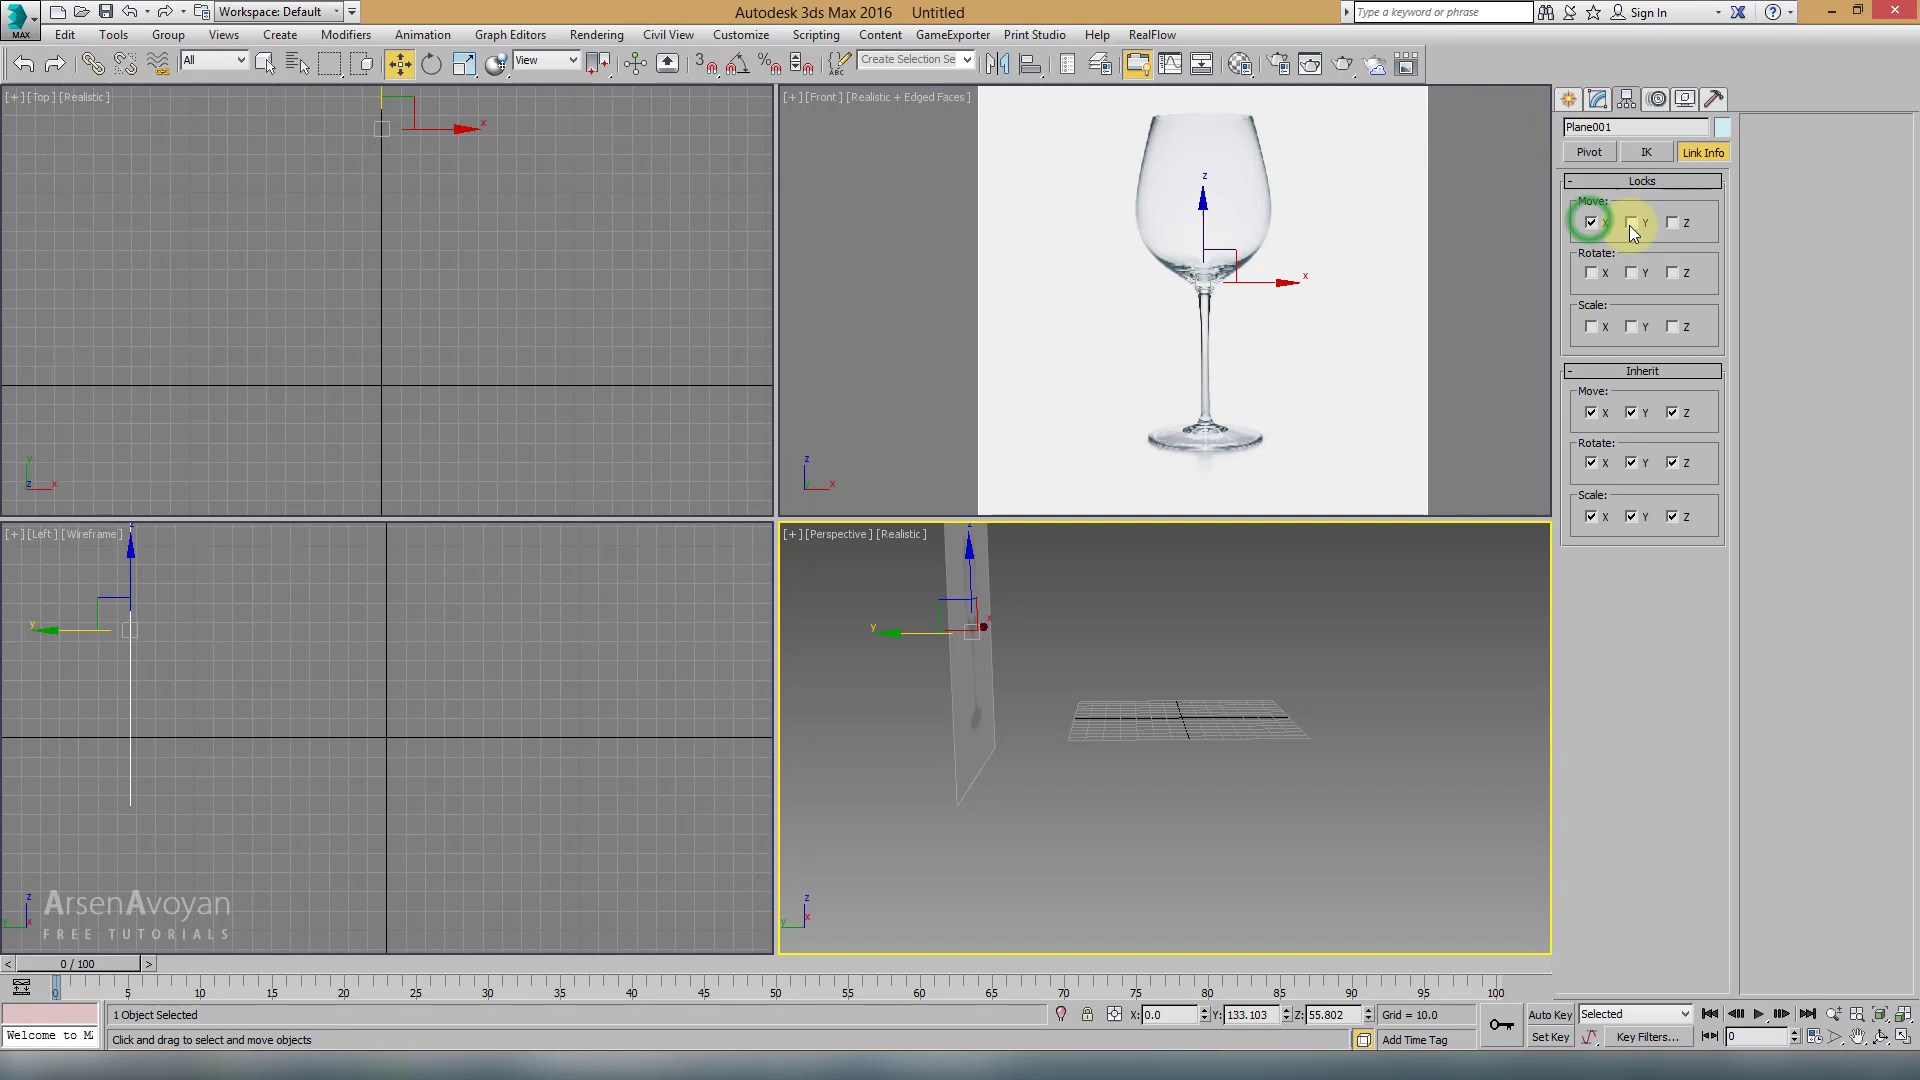 Autodesk 3ds Max 2016 Untitled
Workspace: Default
Type a keyword or phrase
Sign In
MAX
Edit Tools Group Views Create Modifiers Animation Graph Editors Rendering Civil View Customize Scripting Content GameExporter Print Studio Help RealFlow
All
View
3
ABC
Create Selection Se
[+] [Top] [Realistic]
[+] [Front] [Realistic + Edged Faces]
x
z
x
y
z x
z
y x
Plane001
Pivot IK Link Info
- Locks
Move:
X Y Z
Rotate:
X Y Z
Scale:
X Y Z
- Inherit
Move:
X Y Z
Rotate:
X Y Z
Scale:
X Y Z
[+] [Left] [Wireframe]
[+] [Perspective] [Realistic]
z
y
z
y x
z
y x
z
y x
ArsenAvoyan
FREE TUTORIALS
< 0 / 100 >
0 5 10 15 20 25 30 35 40 45 50 55 60 65 70 75 80 85 90 95 100
1 Object Selected
X: 0.0 Y: 133.103 Z: 55.802 Grid = 10.0
Auto Key Selected
Welcome to M
Click and drag to select and move objects
Add Time Tag
Set Key Key Filters... 0